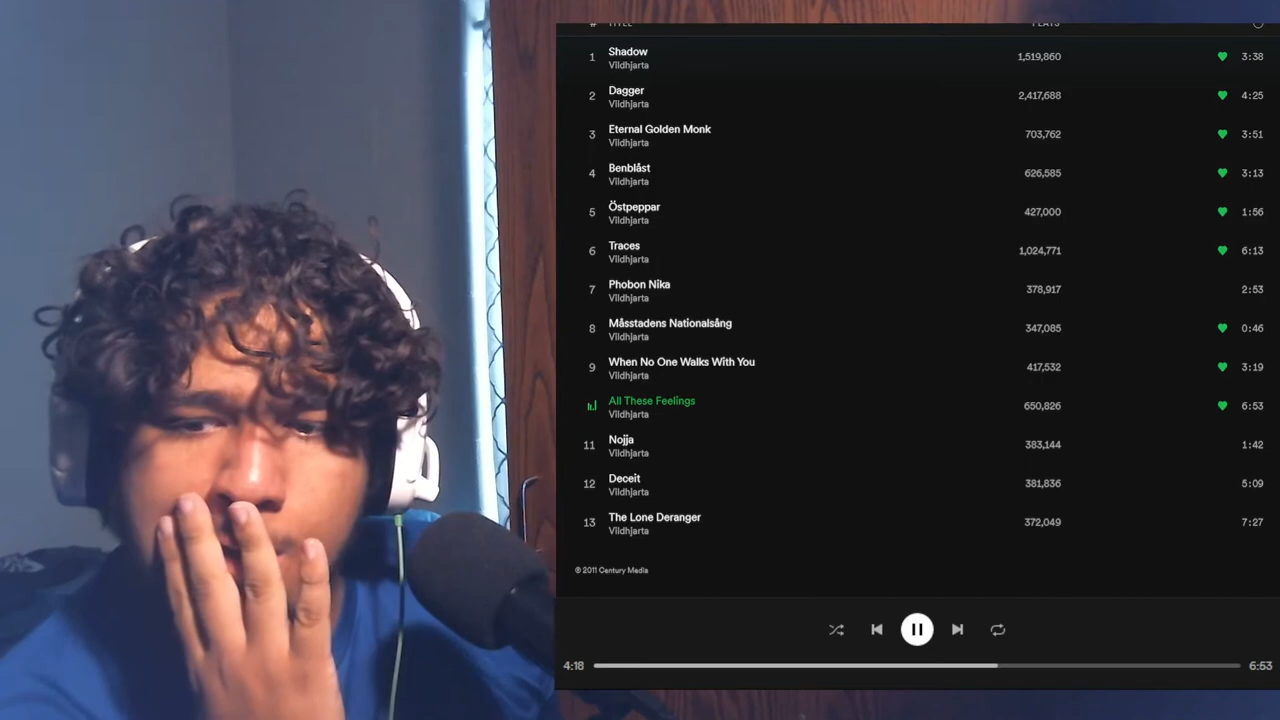 # TITLE PLAYS
1 Shadow 1,519,860 3:38
Vildhjarta
2 Dagger 2,417,688 4:25
Vildhjarta
3 Eternal Golden Monk 703,762 3:51
Vildhjarta
4 Benblåst 626,585 3:13
Vildhjarta
5 Östpeppar 427,000 1:56
Vildhjarta
6 Traces 1,024,771 6:13
Vildhjarta
7 Phobon Nika 378,917 2:53
Vildhjarta
8 Måsstadens Nationalsång 347,085 0:46
Vildhjarta
9 When No One Walks With You 417,532 3:19
Vildhjarta
All These Feelings 650,826 6:53
Vildhjarta
11 Nojja 383,144 1:42
Vildhjarta
12 Deceit 381,836 5:09
Vildhjarta
13 The Lone Deranger 372,049 7:27
Vildhjarta
℗ 2011 Century Media
4:18 6:53